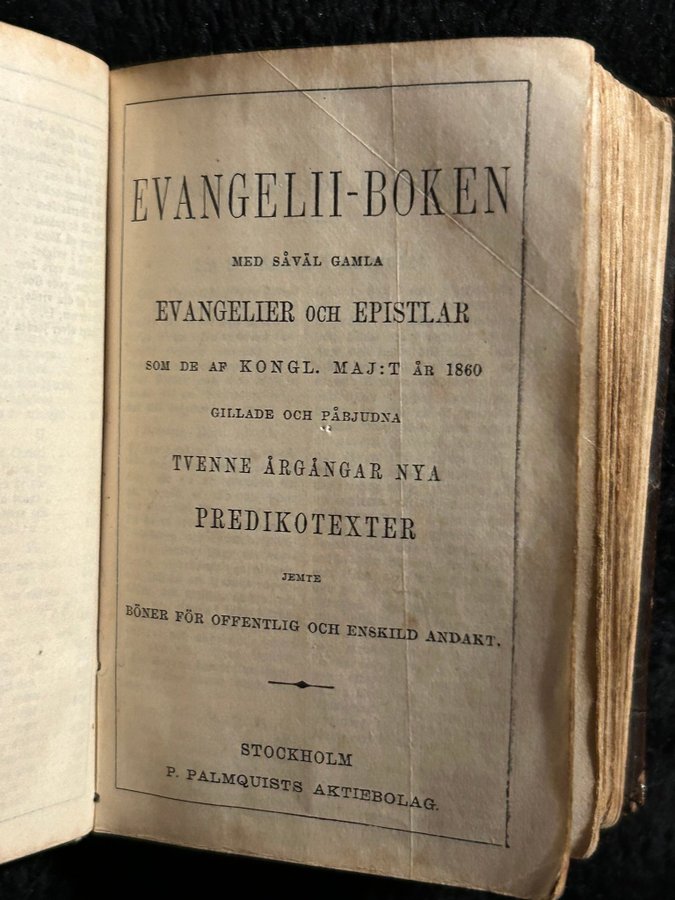 EVANGELII-BOKEN
MED SÅVÄL GAMLA
EVANGELIER OCH EPISTLAR
SOM DE AF KONGL. MAJ:T ÅR 1860
GILLADE OCH PÅBJUDNA
TVENNE ÅRGÅNGAR NYA
PREDIKOTEXTER
JEMTE
BÖNER FÖR OFFENTLIG OCH ENSKILD ANDAKT.
STOCKHOLM
P. PALMQUISTS AKTIEBOLAG.